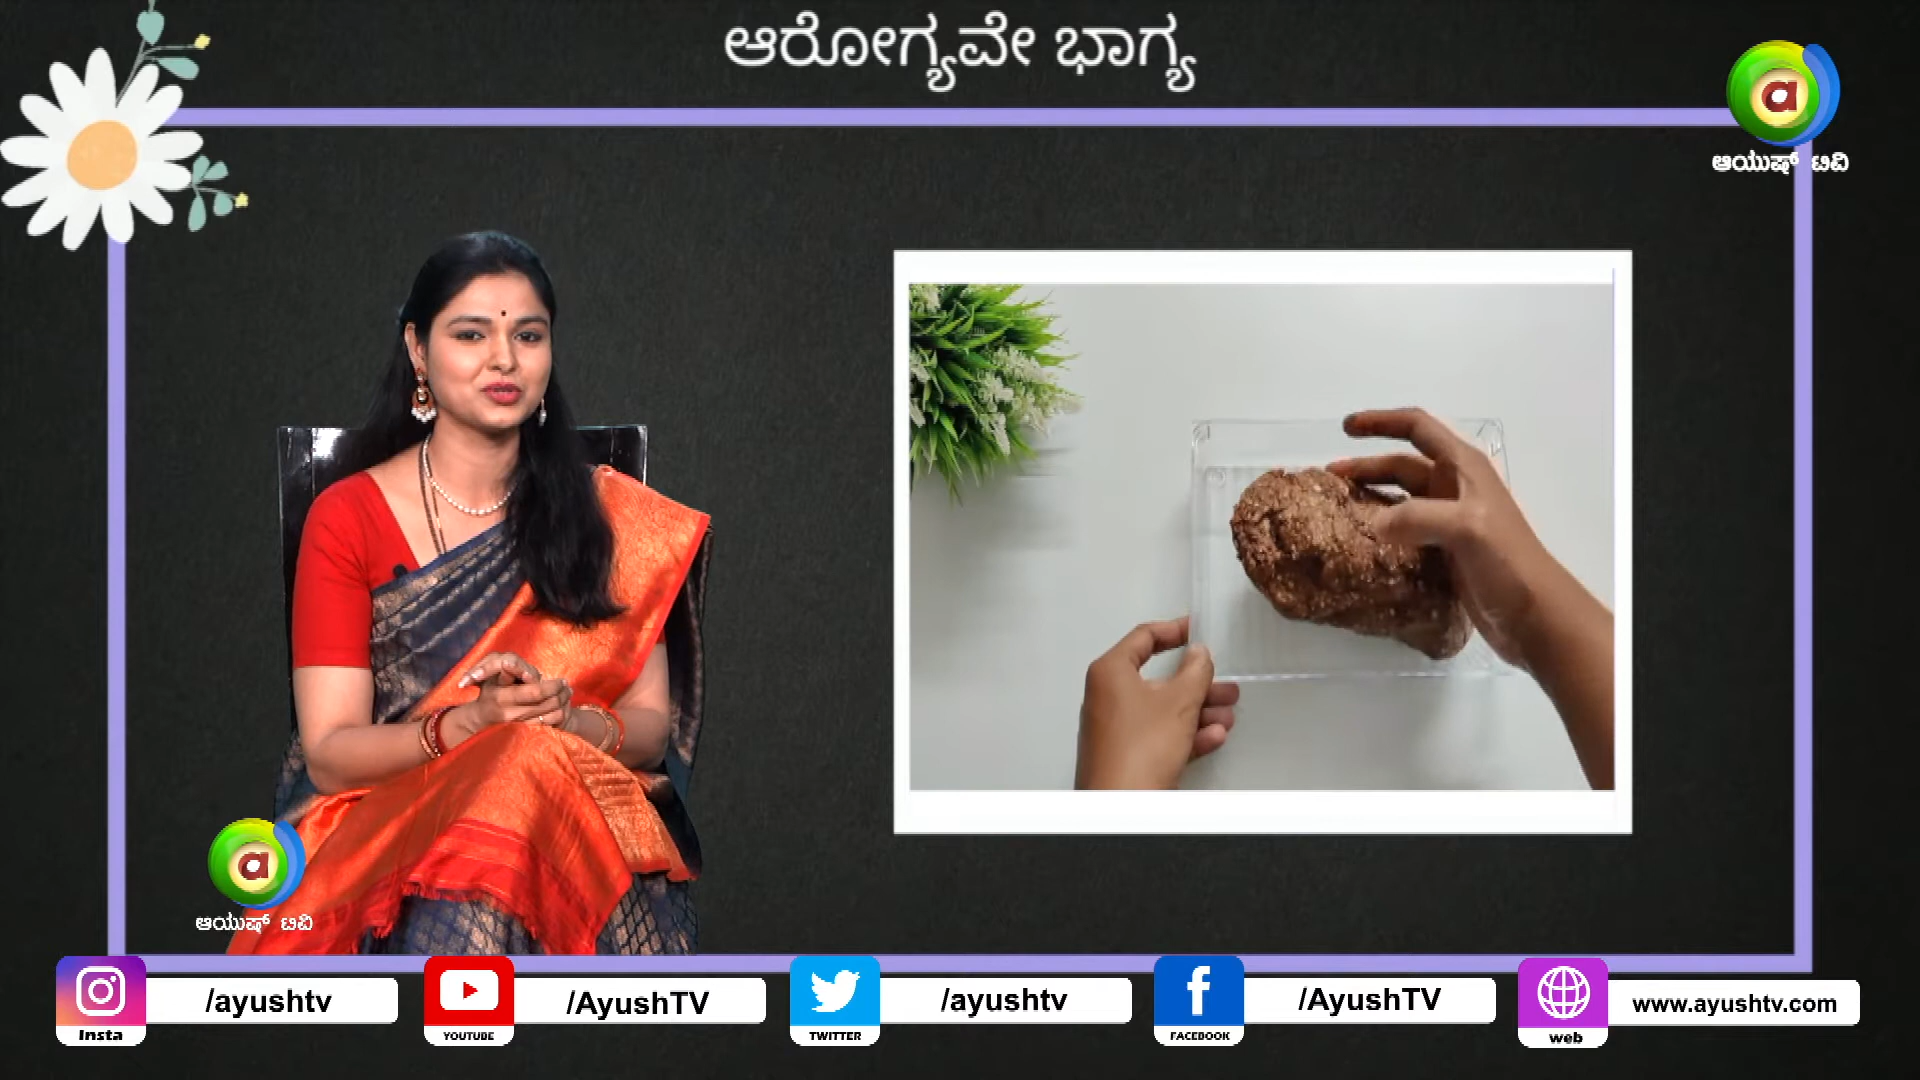 ಆರೋಗ್ಯವೇ ಭಾಗ್ಯ
a
ಆಯುಷ್ ಟಿವಿ
a
ಆಯುಷ್ ಟಿವಿ
/ayushtv
Insta
/AyushTV
YOUTUBE
/ayushtv
TWITTER
/AyushTV
FACEBOOK
www.ayushtv.com
web